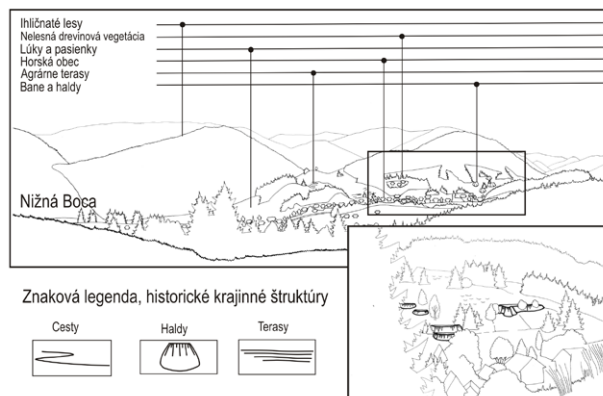 Ihličnaté lesy
Nelesná drevinová vegetácia
Lúky a pasienky
Horská obec
Agrárne terasy
Bane a haldy
Nižná Boca
Znaková legenda, historické krajinné štruktúry
Cesty
Haldy
Terasy